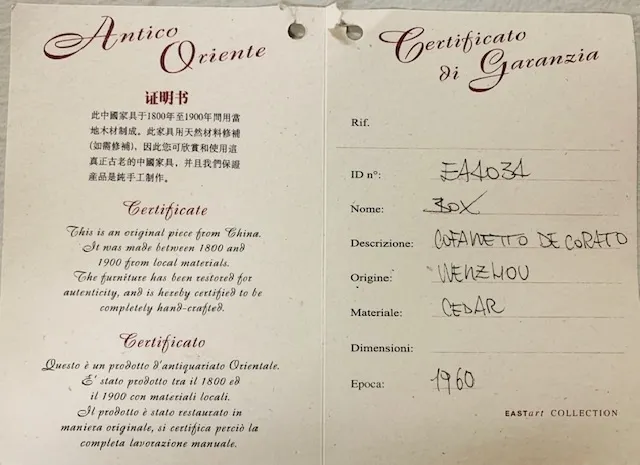 Antico
Oriente
证明书
此中國家具于1800年至1900年間用當
地木材制成。此家具用天然材料修補
(如需修補)、因此您可欣賞和使用這
真正古老的中國家具，并且我們保證
産品是純手工制作。
Certificate
This is an original piece from China.
It was made between 1800 and
1900 from local materials.
The furniture has been restored for
autenticity, and is hereby certified to be
completely hand-crafted.
Certificato
Questo è un prodotto d'antiquariato Orientale.
E' stato prodotto tra il 1800 ed
il 1900 con materiali locali.
Il prodotto è stato restaurato in
maniera originale, si certifica perciò la
completa lavorazione manuale.
Certificato
di Garanzia
Rif.
ID n°: EA4034
Nome: BOX
Descrizione: COFANETTO DECORATO
Origine: WENZHOU
Materiale: CEDAR
Dimensioni:
Epoca: 1960
EASTart COLLECTION